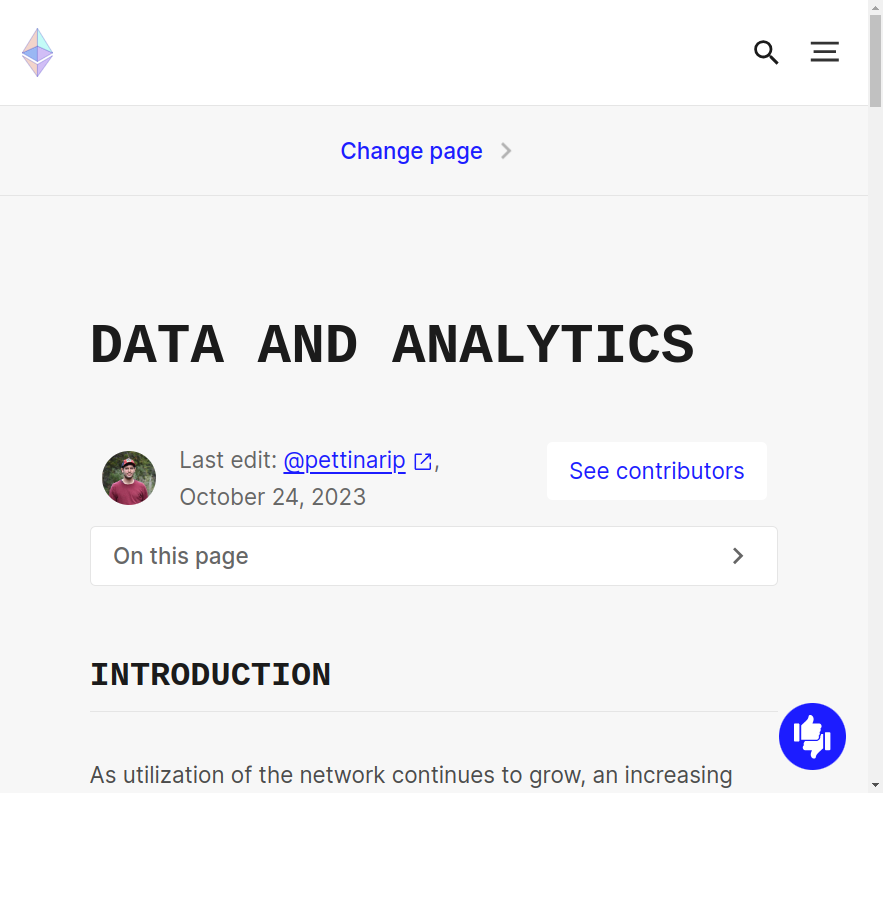 Change page
DATA AND ANALYTICS
Last edit: @pettinarip,
October 24, 2023
See contributors
On this page
INTRODUCTION
As utilization of the network continues to grow, an increasing